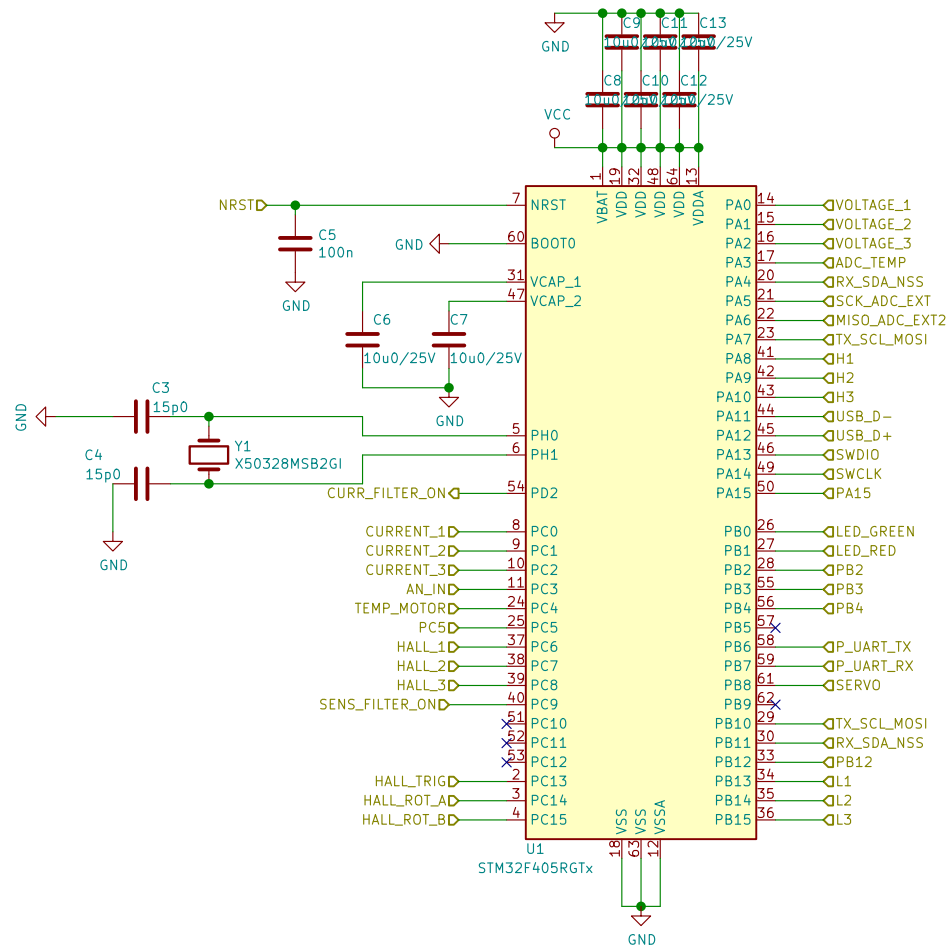 C9 C11 C13
GND
10u0/25V 10u0/25V 10u0/25V
C8 C10 C12
10u0/25V 10u0/25V 10u0/25V
VCC
1 19 32 48 64 13
VBAT VDD VDD VDD VDD VDDA
NRST 7 NRST
C5
100n
GND
GND 60 BOOT0
31 VCAP_1
47 VCAP_2
C6 C7
10u0/25V 10u0/25V
GND
C3
15p0
GND
5 PH0
6 PH1
Y1
X50328MSB2GI
C4
15p0
GND
CURR_FILTER_ON 54 PD2
CURRENT_1 8 PC0
CURRENT_2 9 PC1
CURRENT_3 10 PC2
AN_IN 11 PC3
TEMP_MOTOR 24 PC4
PC5 25 PC5
HALL_1 37 PC6
HALL_2 38 PC7
HALL_3 39 PC8
SENS_FILTER_ON 40 PC9
51 PC10
52 PC11
53 PC12
HALL_TRIG 2 PC13
HALL_ROT_A 3 PC14
HALL_ROT_B 4 PC15
PA0 14 VOLTAGE_1
PA1 15 VOLTAGE_2
PA2 16 VOLTAGE_3
PA3 17 ADC_TEMP
PA4 20 RX_SDA_NSS
PA5 21 SCK_ADC_EXT
PA6 22 MISO_ADC_EXT2
PA7 23 TX_SCL_MOSI
PA8 41 H1
PA9 42 H2
PA10 43 H3
PA11 44 USB_D-
PA12 45 USB_D+
PA13 46 SWDIO
PA14 49 SWCLK
PA15 50 PA15
PB0 26 LED_GREEN
PB1 27 LED_RED
PB2 28 PB2
PB3 55 PB3
PB4 56 PB4
PB5 57
PB6 58 P_UART_TX
PB7 59 P_UART_RX
PB8 61 SERVO
PB9 62
PB10 29 TX_SCL_MOSI
PB11 30 RX_SDA_NSS
PB12 33 PB12
PB13 34 L1
PB14 35 L2
PB15 36 L3
VSS VSS VSSA
18 63 12
U1
STM32F405RGTx
GND